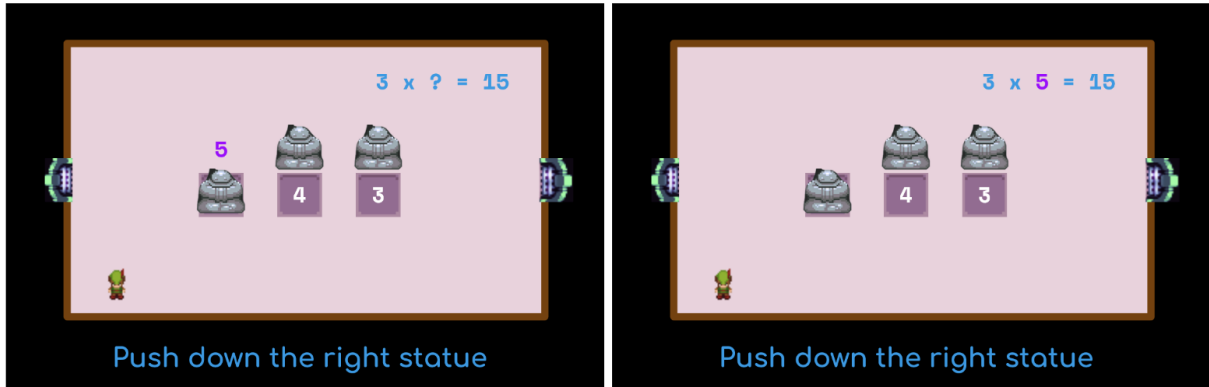 3 x ? = 15
5
4
3
Push down the right statue
3 x 5 = 15
4
3
Push down the right statue